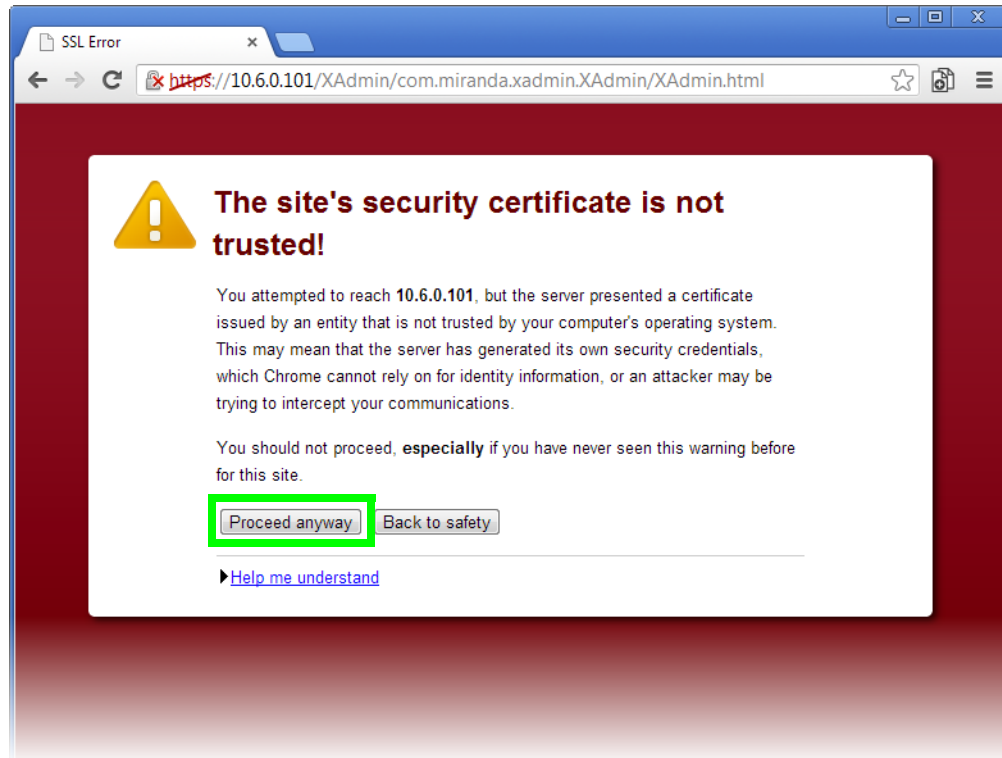 SSL Error
https://10.6.0.101/XAdmin/com.miranda.xadmin.XAdmin/XAdmin.html
The site's security certificate is not
trusted!
You attempted to reach 10.6.0.101, but the server presented a certificate
issued by an entity that is not trusted by your computer's operating system.
This may mean that the server has generated its own security credentials,
which Chrome cannot rely on for identity information, or an attacker may be
trying to intercept your communications.
You should not proceed, especially if you have never seen this warning before
for this site.
Proceed anyway Back to safety
Help me understand